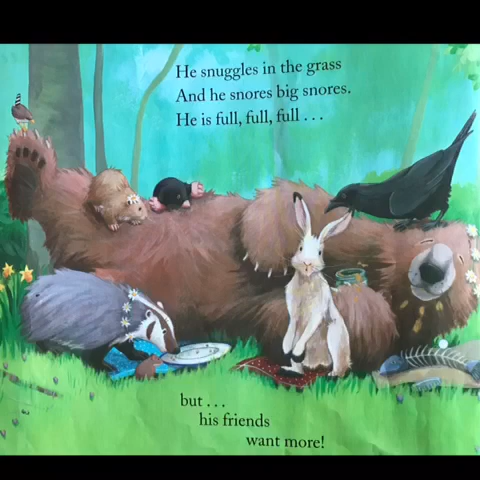 He snuggles in the grass
And he snores big snores.
He is full, full, full . . .
but . . .
his friends
want more!